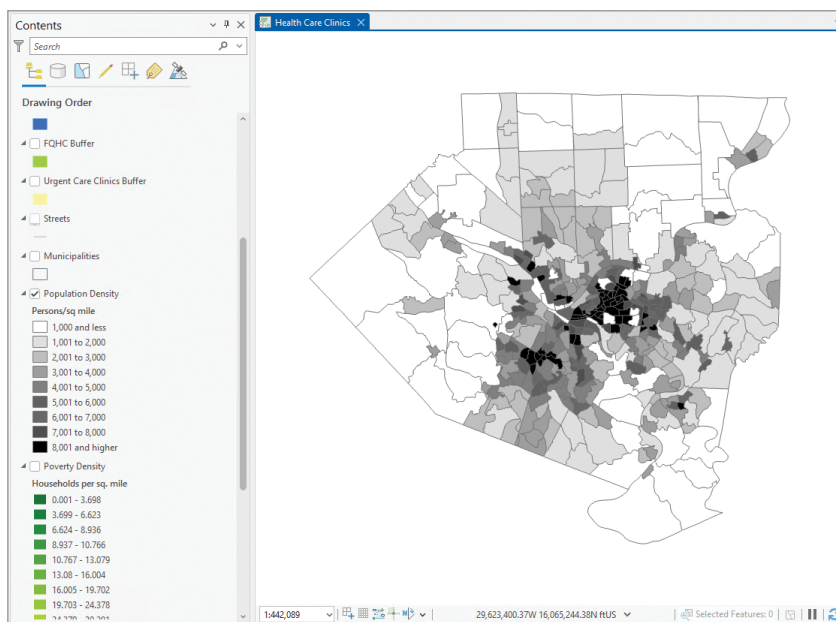 Contents
Search
Drawing Order
FQHC Buffer
Urgent Care Clinics Buffer
Streets
Municipalities
Population Density
Persons/sq mile
1,000 and less
1,001 to 2,000
2,001 to 3,000
3,001 to 4,000
4,001 to 5,000
5,001 to 6,000
6,001 to 7,000
7,001 to 8,000
8,001 and higher
Poverty Density
Households per sq. mile
0.001 - 3.698
3.699 - 6.623
6.624 - 8.936
8.937 - 10.766
10.767 - 13.079
13.08 - 16.004
16.005 - 19.702
19.703 - 24.378
Health Care Clinics
1:442,089
29,623,400.37W 16,065,244.38N ftUS
Selected Features: 0